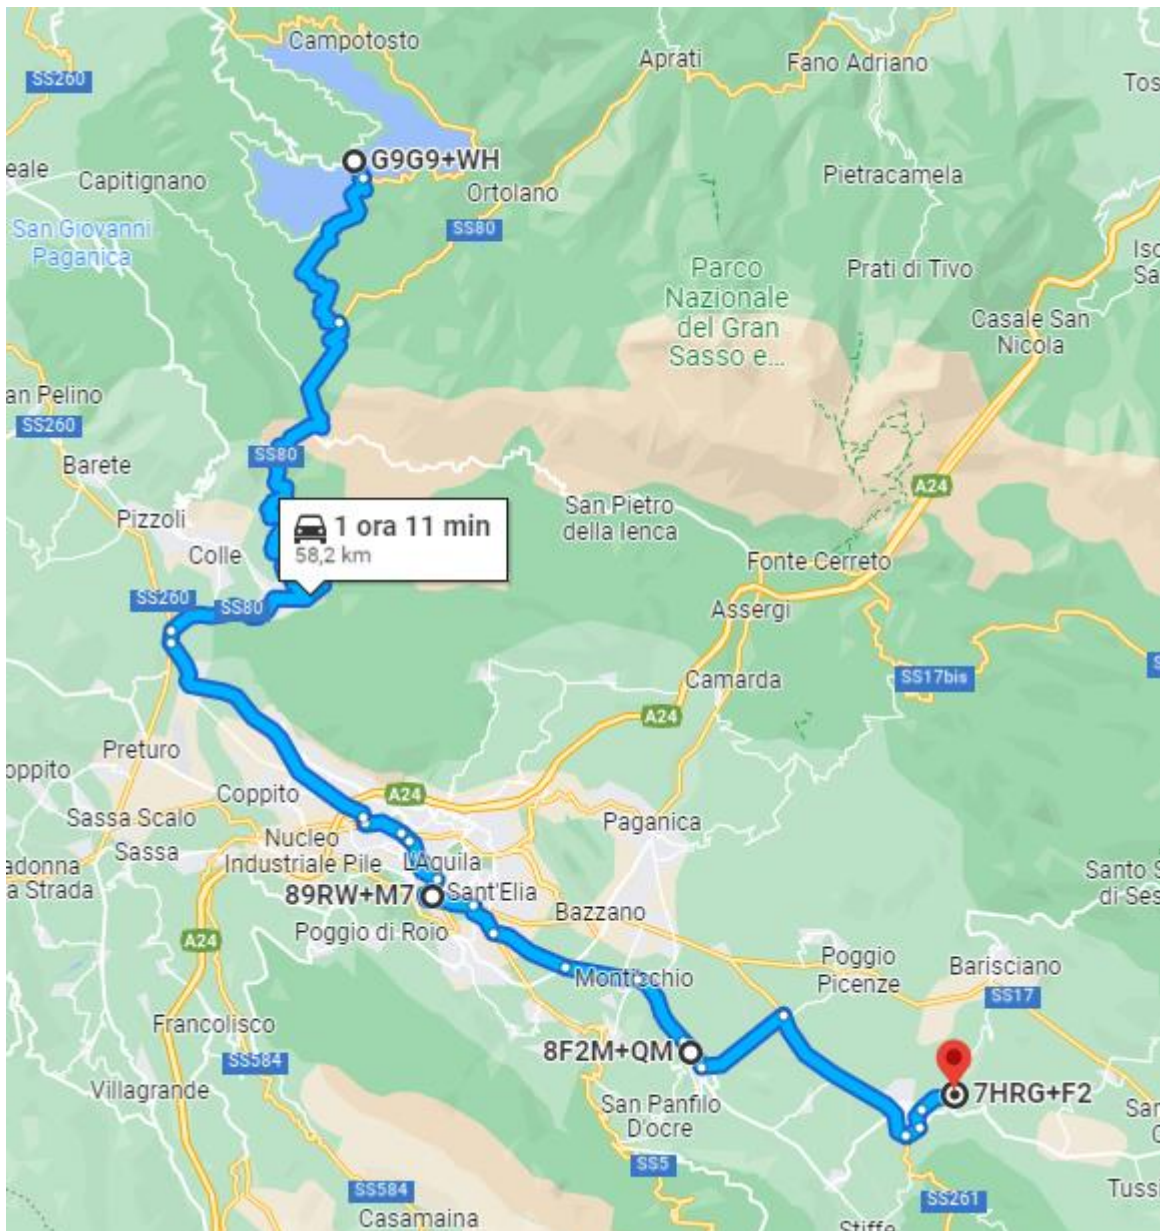 Campotosto
Aprati
Fano Adriano
SS260
Tos
G9G9+WH
eale
Capitignano
Ortolano
Pietracamela
San Giovanni
Paganica
SS80
Parco
Nazionale
del Gran
Sasso e...
Prati di Tivo
Iso
Sa
Casale San
Nicola
an Pelino
SS260
Barete
SS80
A24
Pizzoli
San Pietro
della Ienca
1 ora 11 min
58,2 km
Colle
Fonte Cerreto
SS260
SS80
Assergi
SS
SS17bis
Camarda
A24
Preturo
oppito
Coppito
A24
Sassa Scalo
Nucleo
Industriale Pile
Paganica
Sassa
L'Aquila
adonna
a Strada
Santo S
di Ses
89RW+M7
Sant'Elia
Bazzano
Poggio di Roio
A24
Poggio
Picenze
Barisciano
Monticchio
SS17
Francolisco
8F2M+QM
SS584
Villagrande
7HRG+F2
San Panfilo
D'ocre
San
C
SS5
SS584
SS261
Tussi
Casamaina
Stiffe